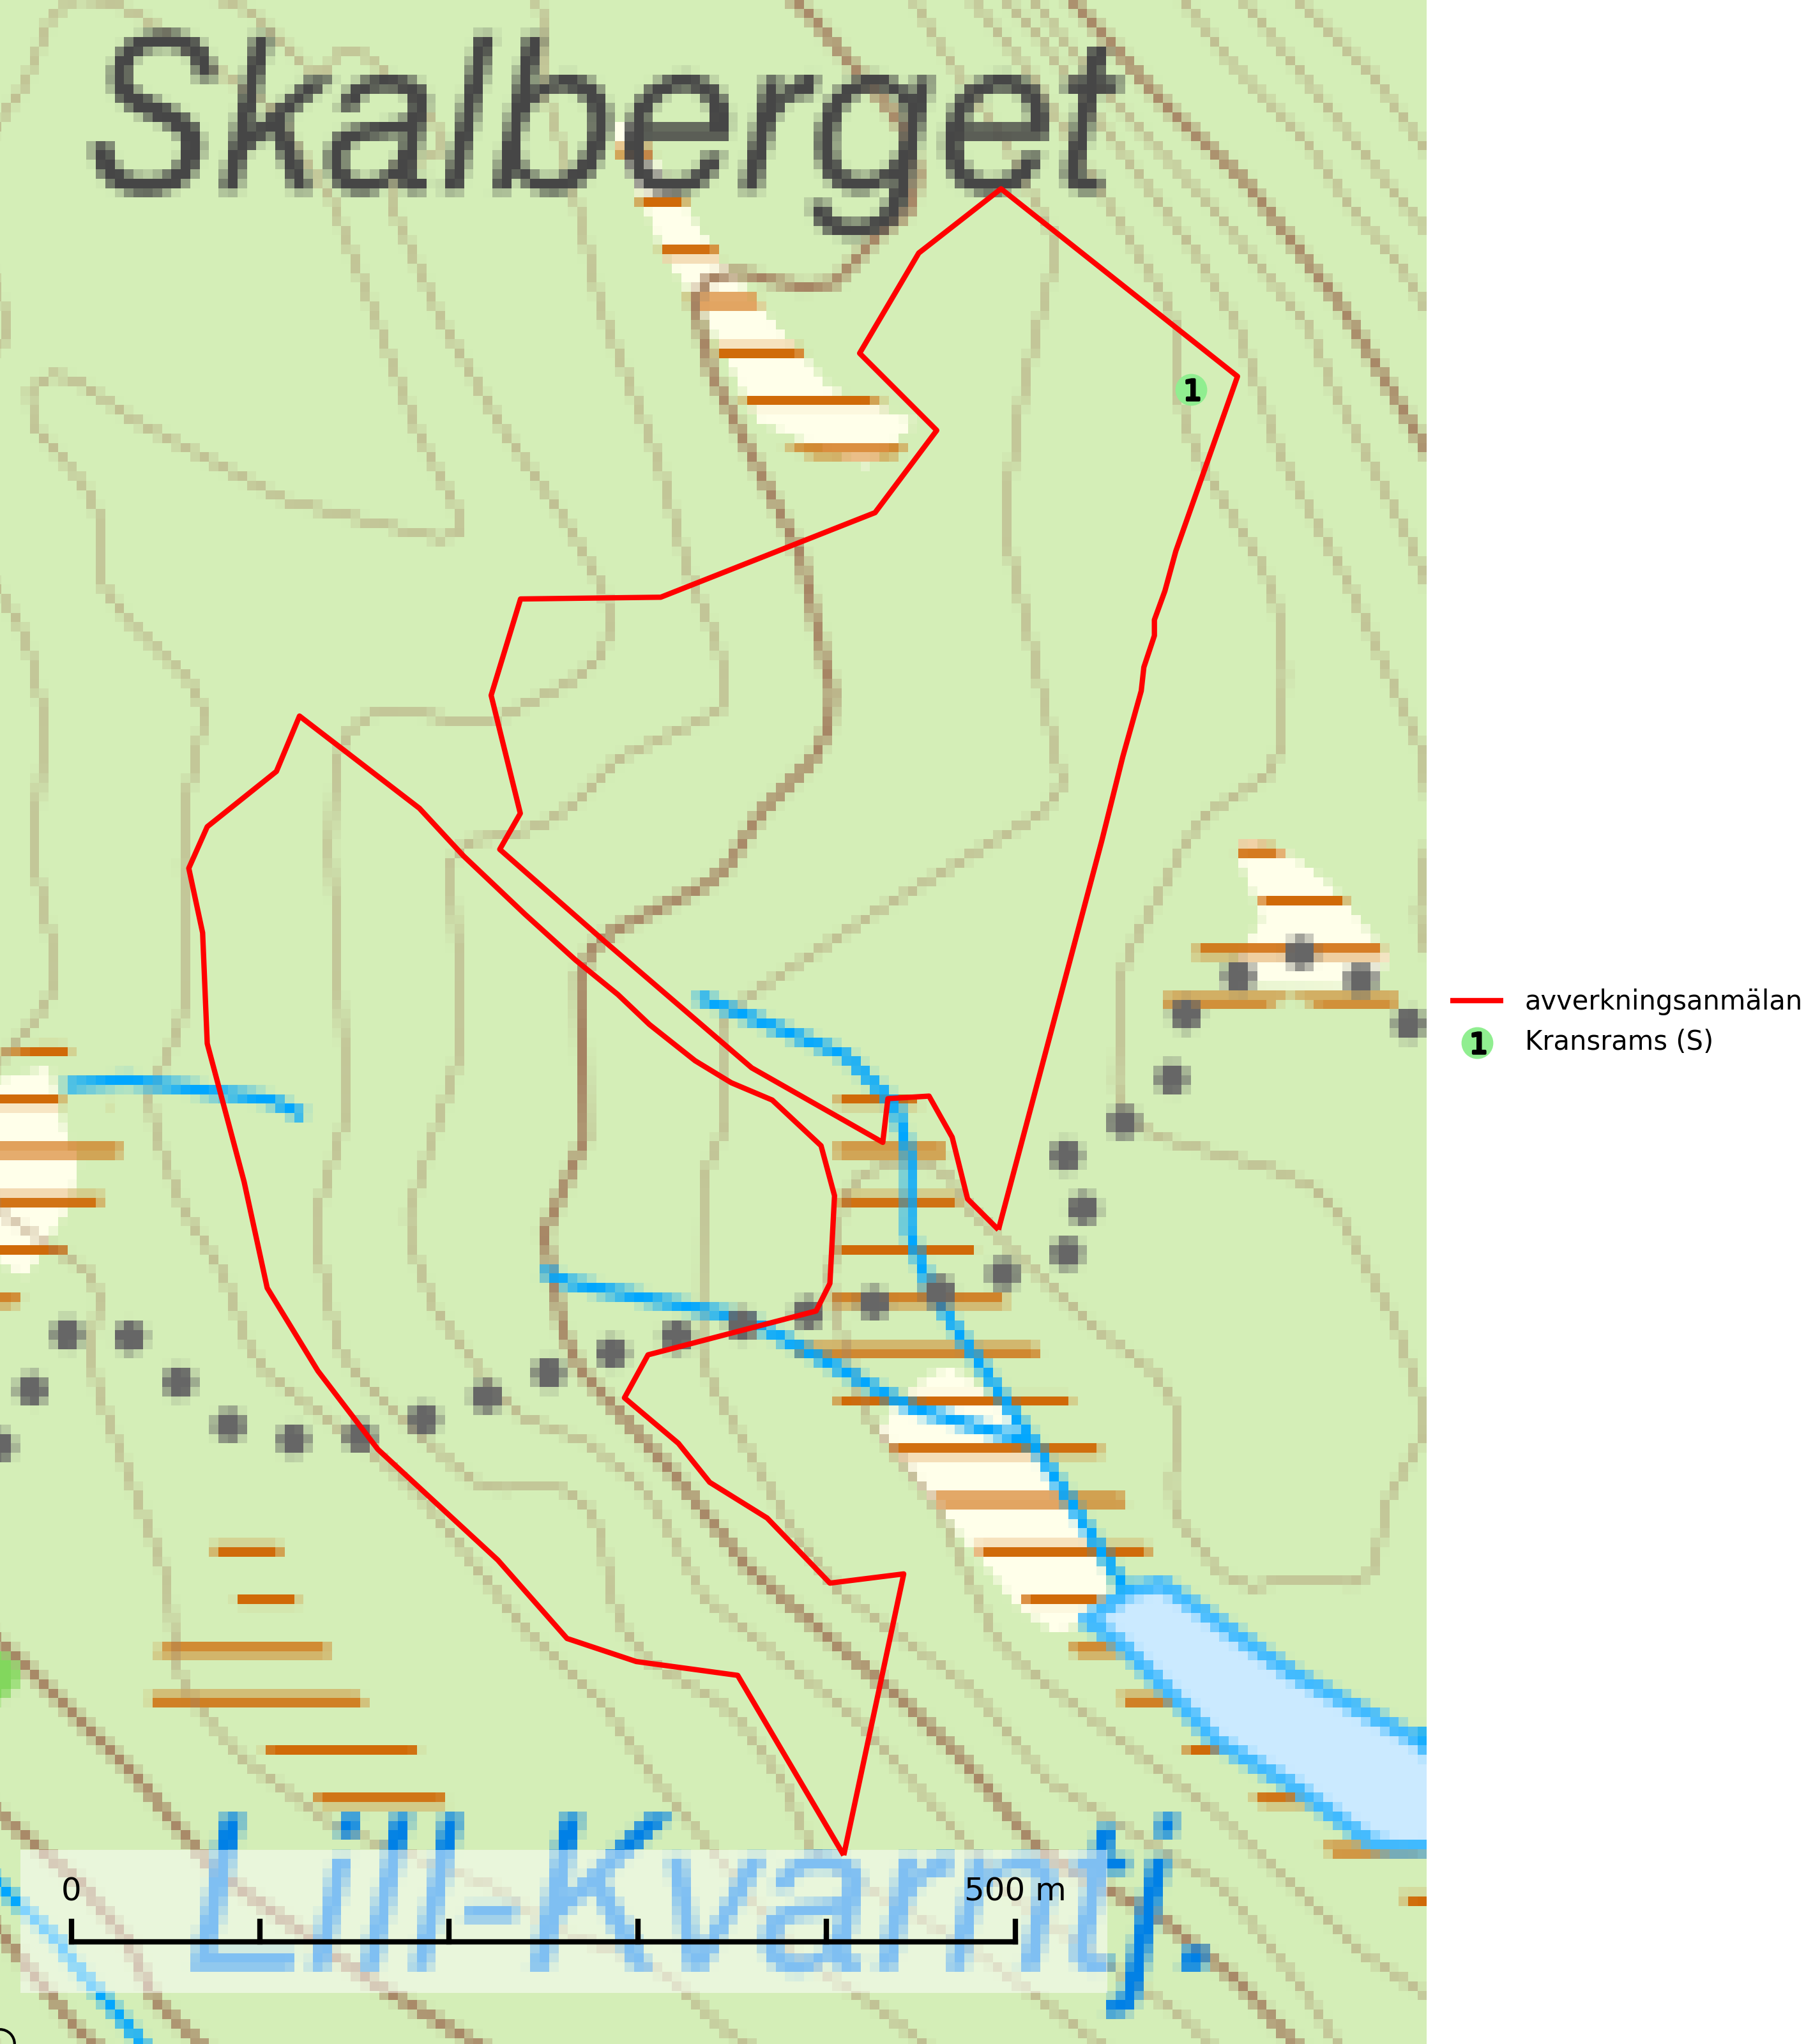 Skalberget
1
avverkningsanmälan
1 Kransrams (S)
Lill-Kvarntj.
0 500 m